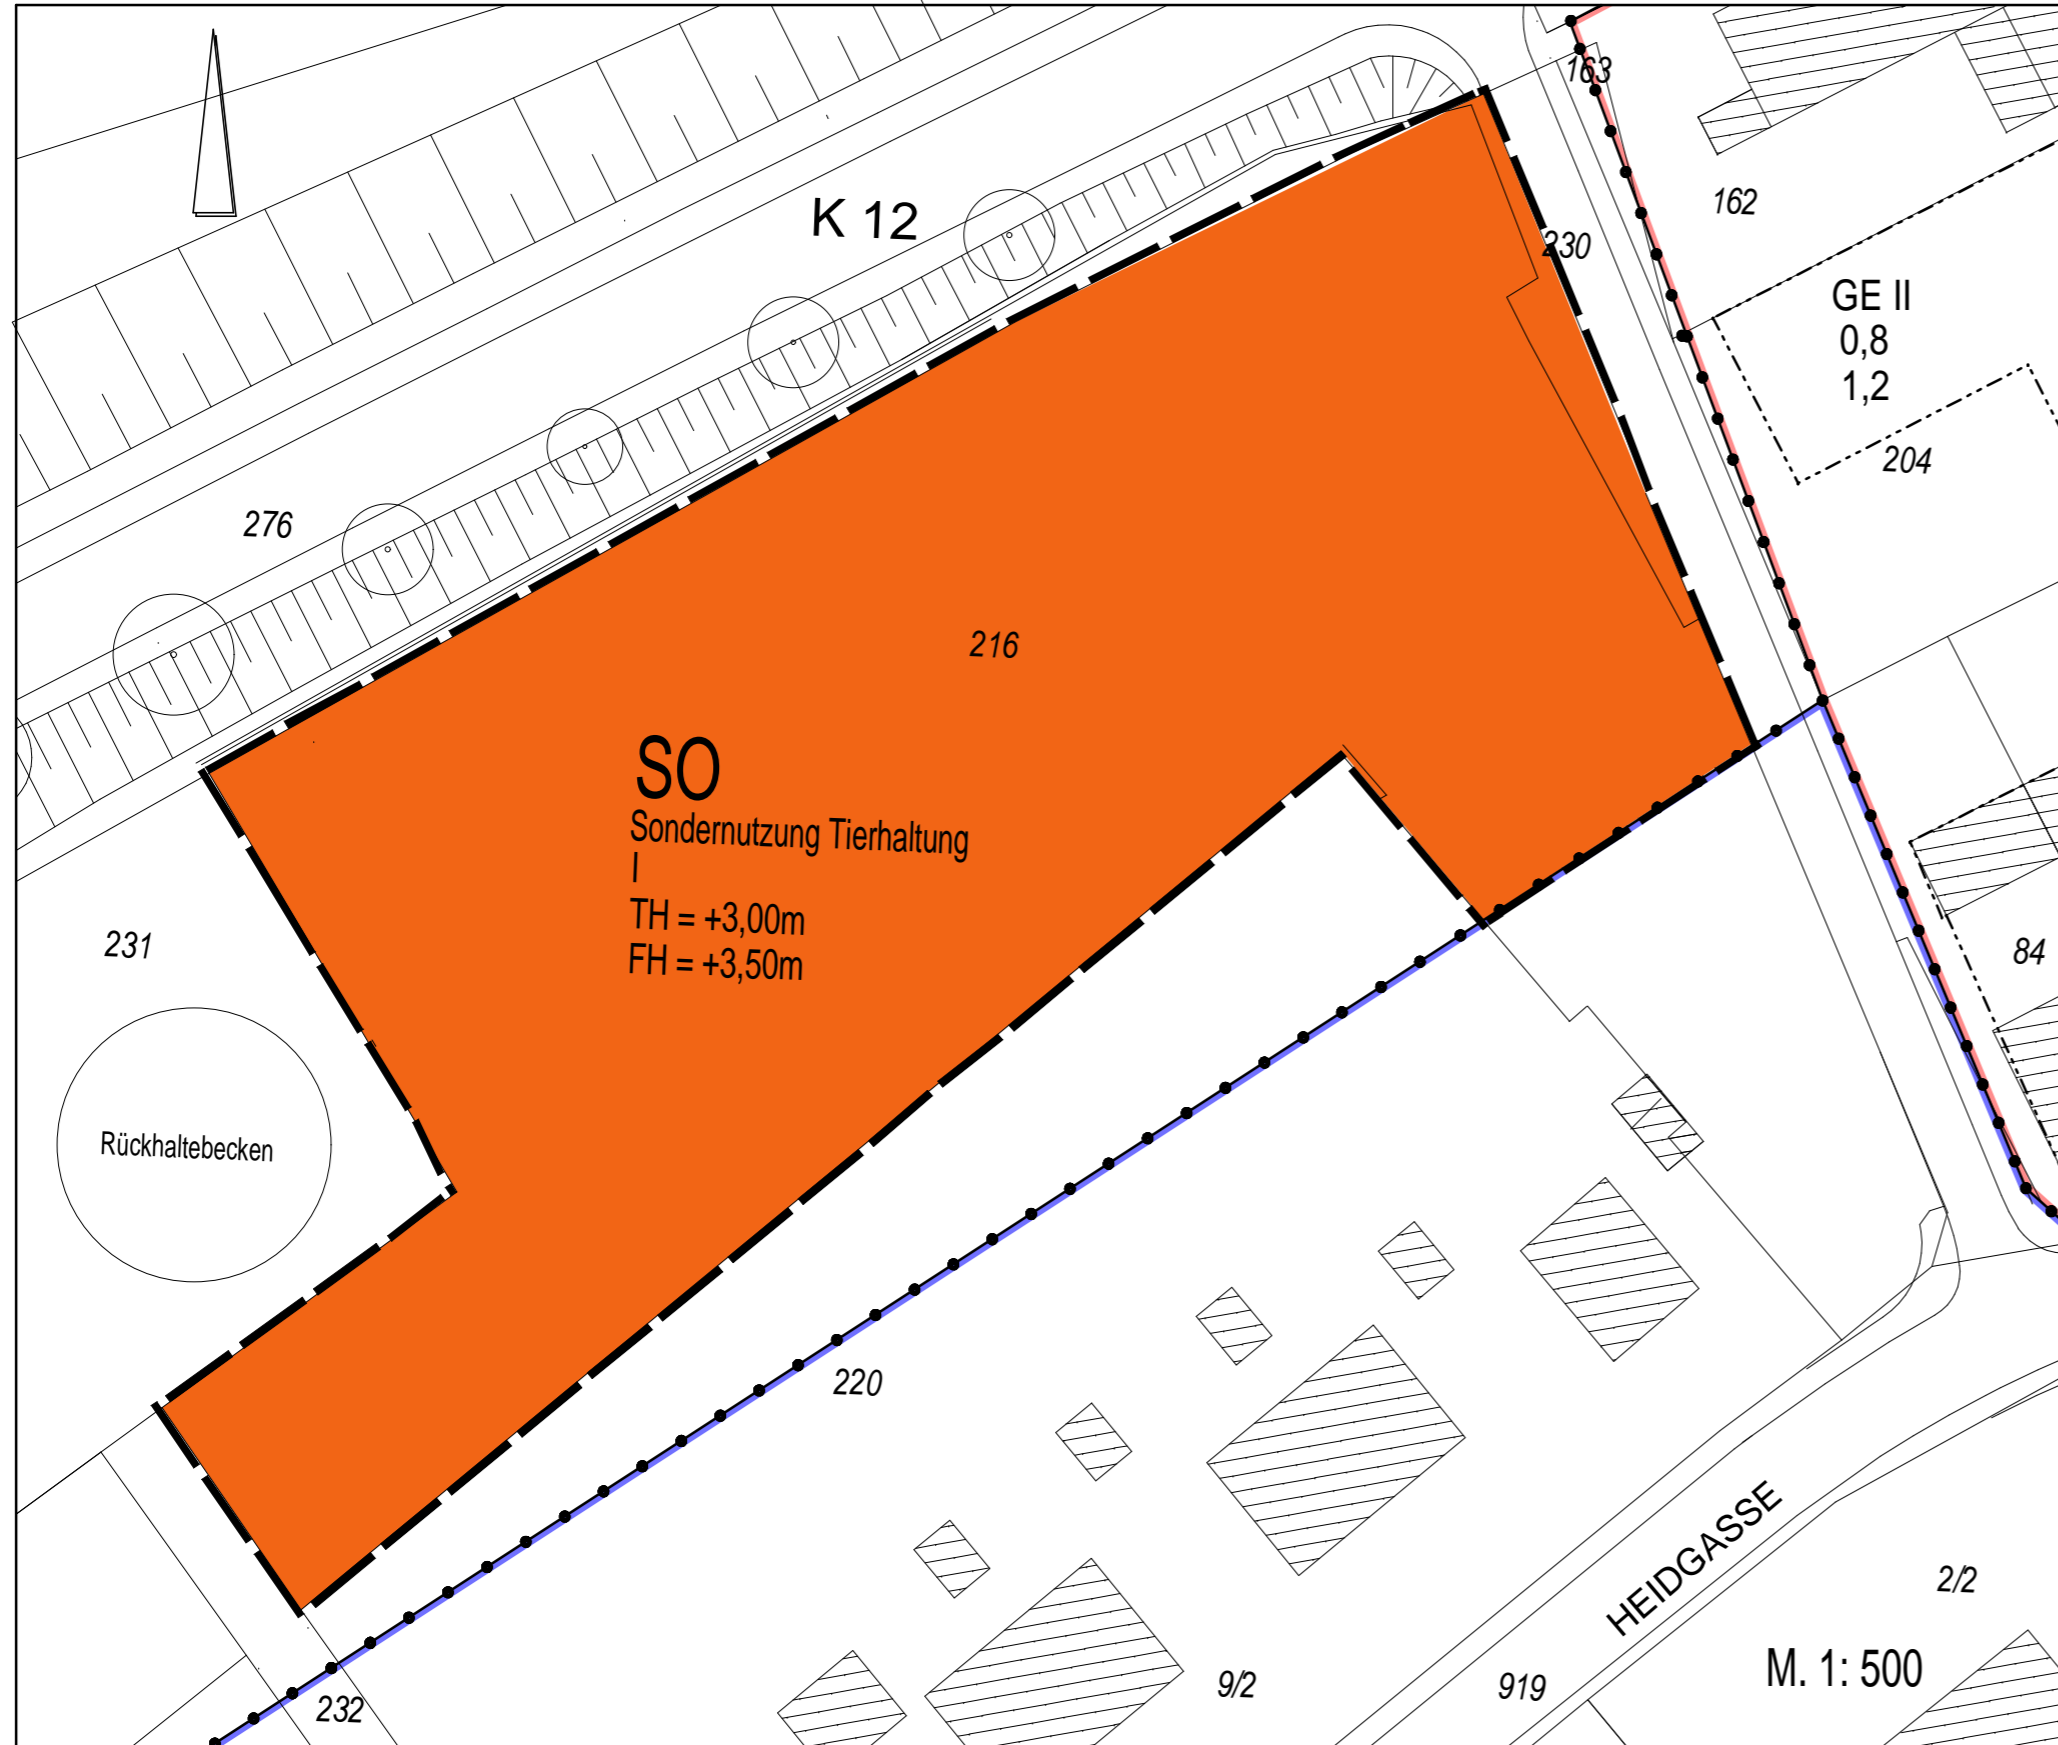 163
K 12
162
230
GE II
0,8
1,2
204
276
216
SO
Sondernutzung Tierhaltung
I
TH = +3,00m
FH = +3,50m
231
84
Rückhaltebecken
220
HEIDGASSE
2/2
M. 1: 500
9/2
919
232